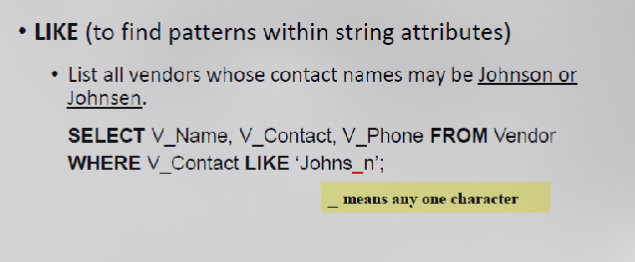 • LIKE (to find patterns within string attributes)
• List all vendors whose contact names may be Johnson or
Johnsen.
SELECT V_Name, V_Contact, V_Phone FROM Vendor
WHERE V_Contact LIKE ‘Johns_n’;
_ means any one character